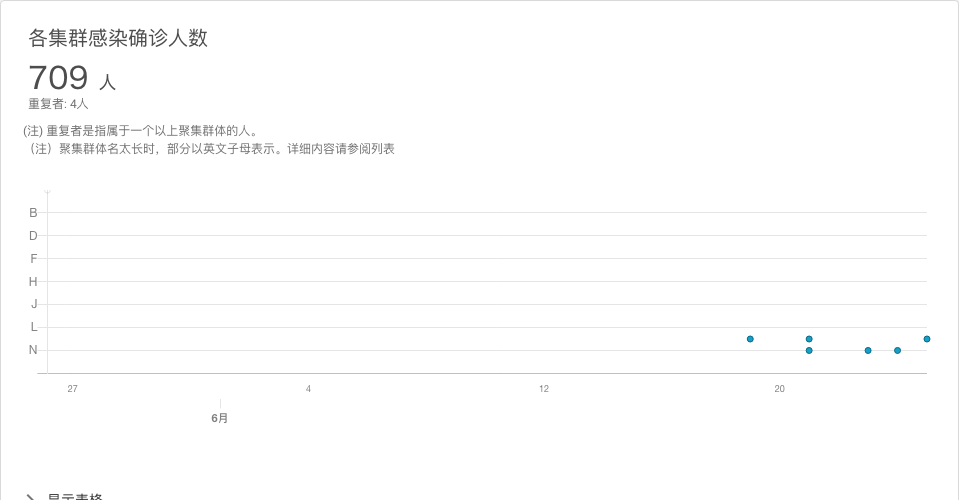 各集群感染确诊人数
709 人
重复者: 4人
(注) 重复者是指属于一个以上聚集群体的人。
（注）聚集群体名太长时，部分以英文子母表示。详细内容请参阅列表
B
D
F
H
J
L
N
27 4 12 20
6月
显示表格